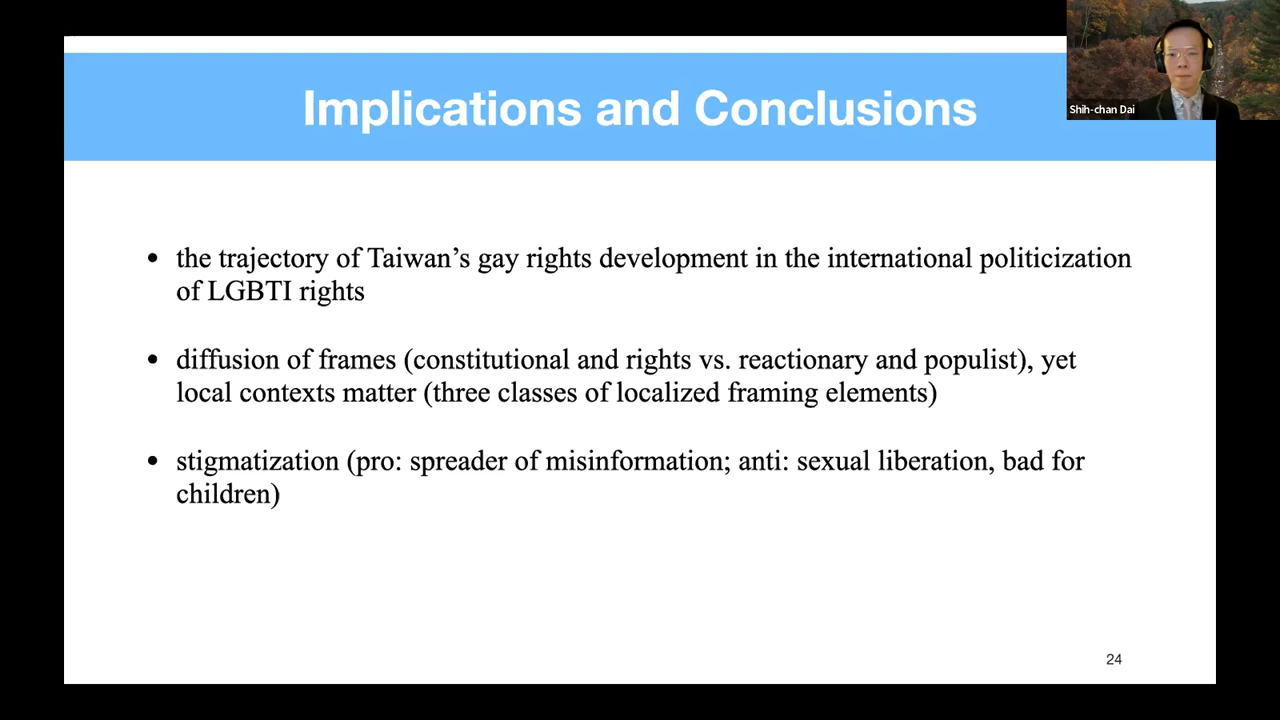 Implications and Conclusions
Shih-chan Dai
• the trajectory of Taiwan’s gay rights development in the international politicization
of LGBTI rights
• diffusion of frames (constitutional and rights vs. reactionary and populist), yet
local contexts matter (three classes of localized framing elements)
• stigmatization (pro: spreader of misinformation; anti: sexual liberation, bad for
children)
24